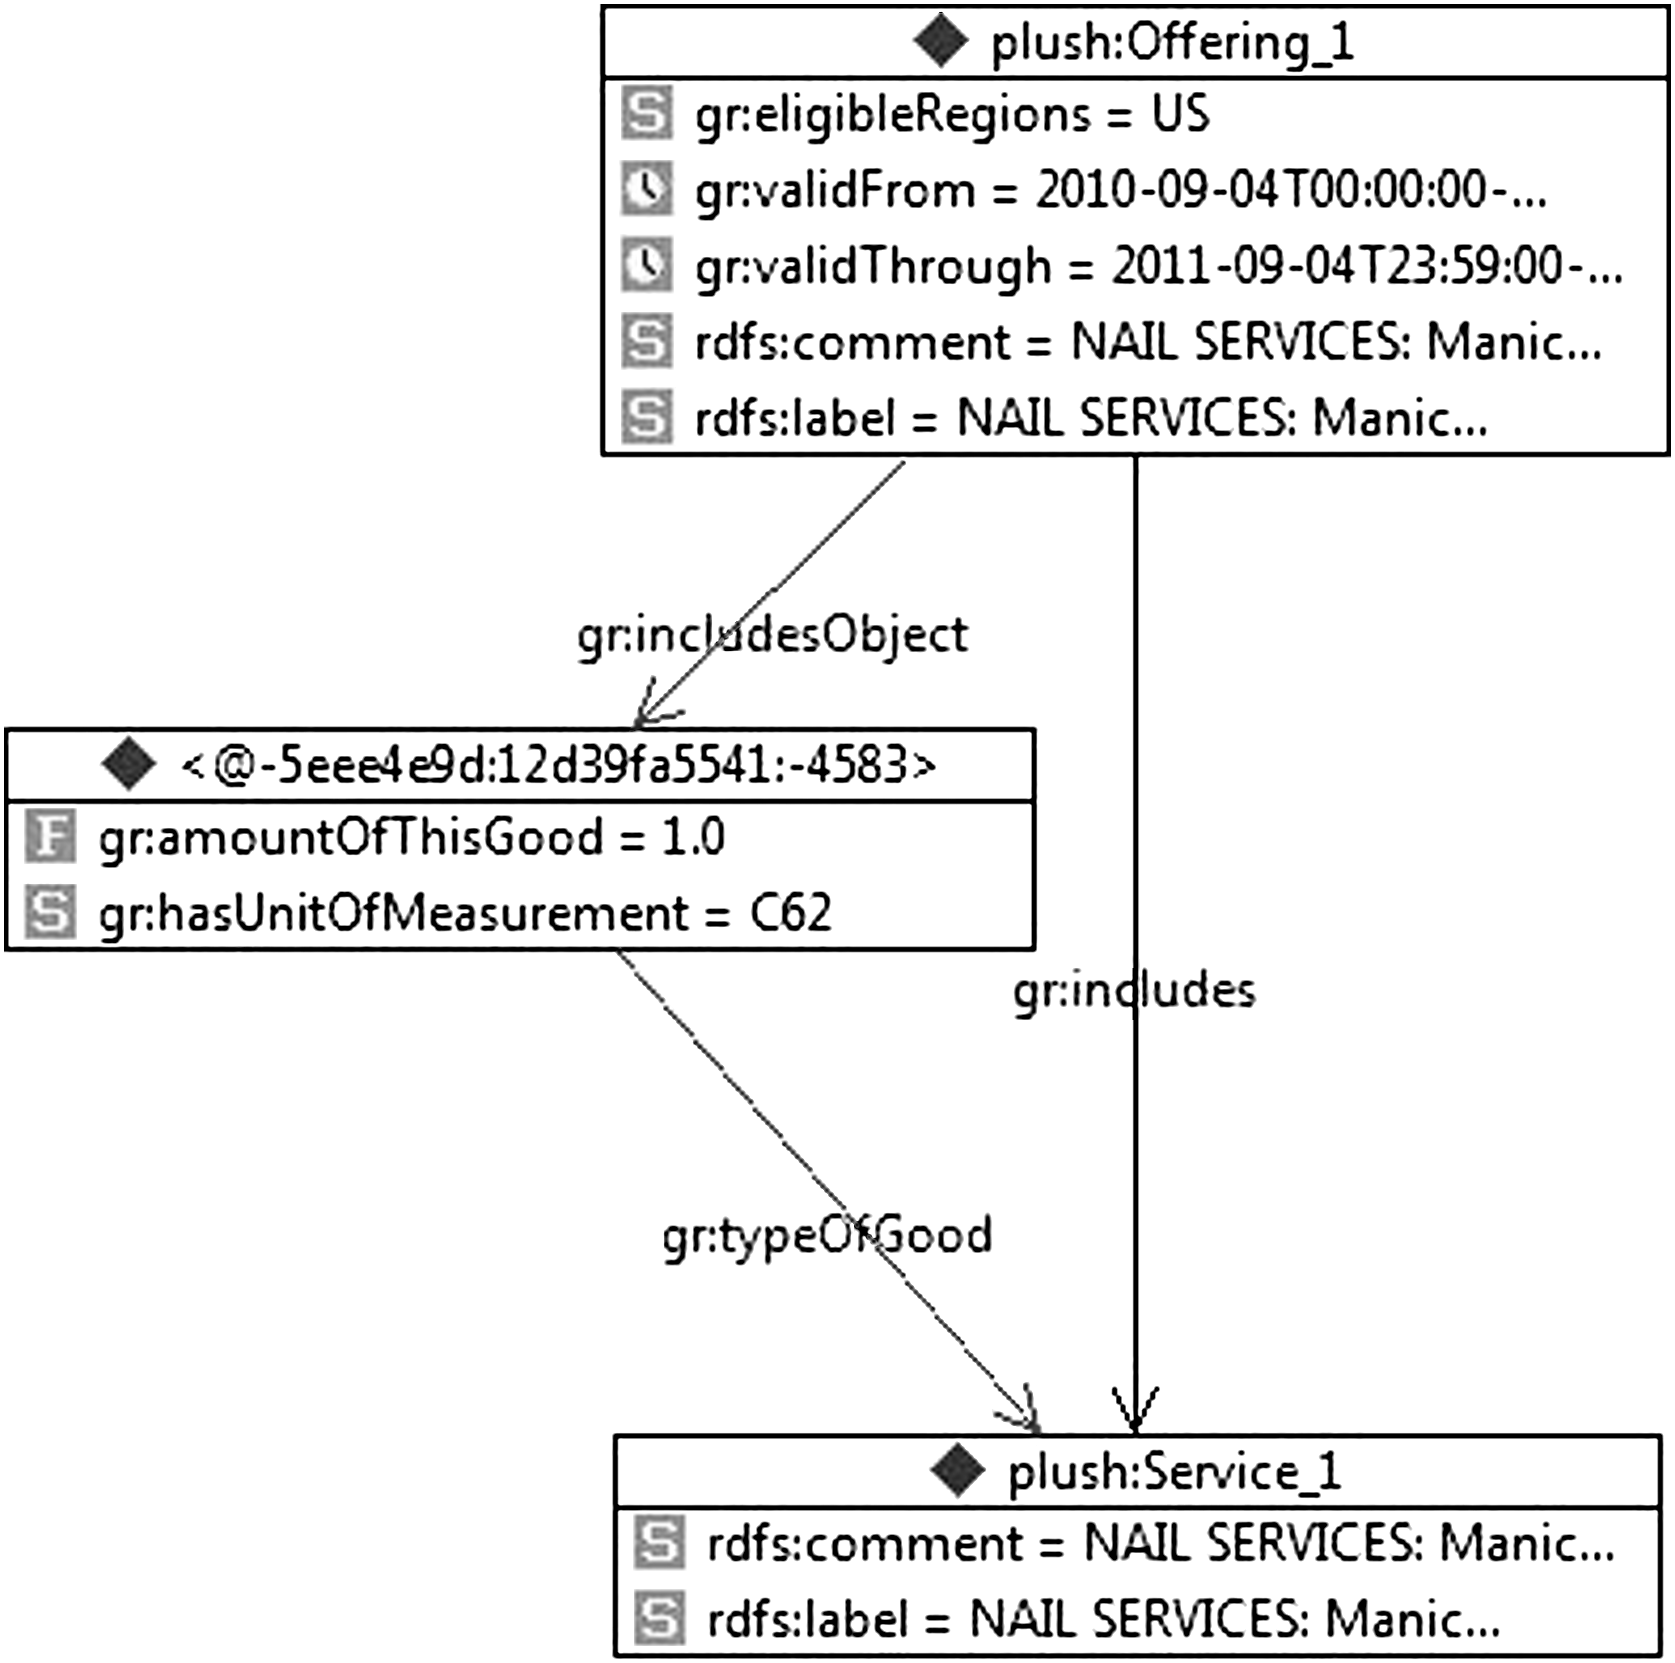 plush:Offering_1
S gr:eligibleRegions = US
gr:validFrom = 2010-09-04T00:00:00-...
gr:validThrough = 2011-09-04T23:59:00-...
S rdfs:comment = NAIL SERVICES: Manic...
S rdfs:label = NAIL SERVICES: Manic...
gr:includesObject
<@-5eee4e9d:12d39fa5541:-4583>
F gr:amountOfThisGood = 1.0
S gr:hasUnitOfMeasurement = C62
gr:includes
gr:typeOfGood
plush:Service_1
S rdfs:comment = NAIL SERVICES: Manic...
S rdfs:label = NAIL SERVICES: Manic...